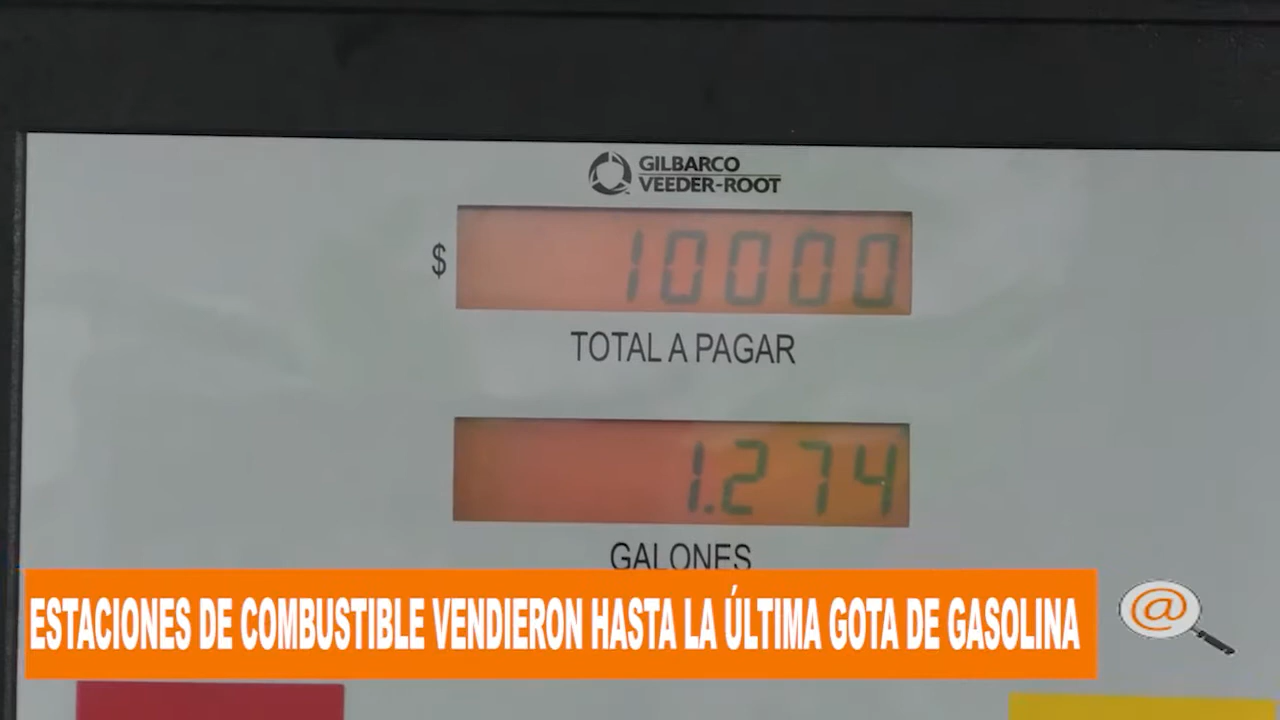 GILBARCO
VEEDER-ROOT
$ 10000
TOTAL A PAGAR
1.274
GALONES
ESTACIONES DE COMBUSTIBLE VENDIERON HASTA LA ÚLTIMA GOTA DE GASOLINA
@